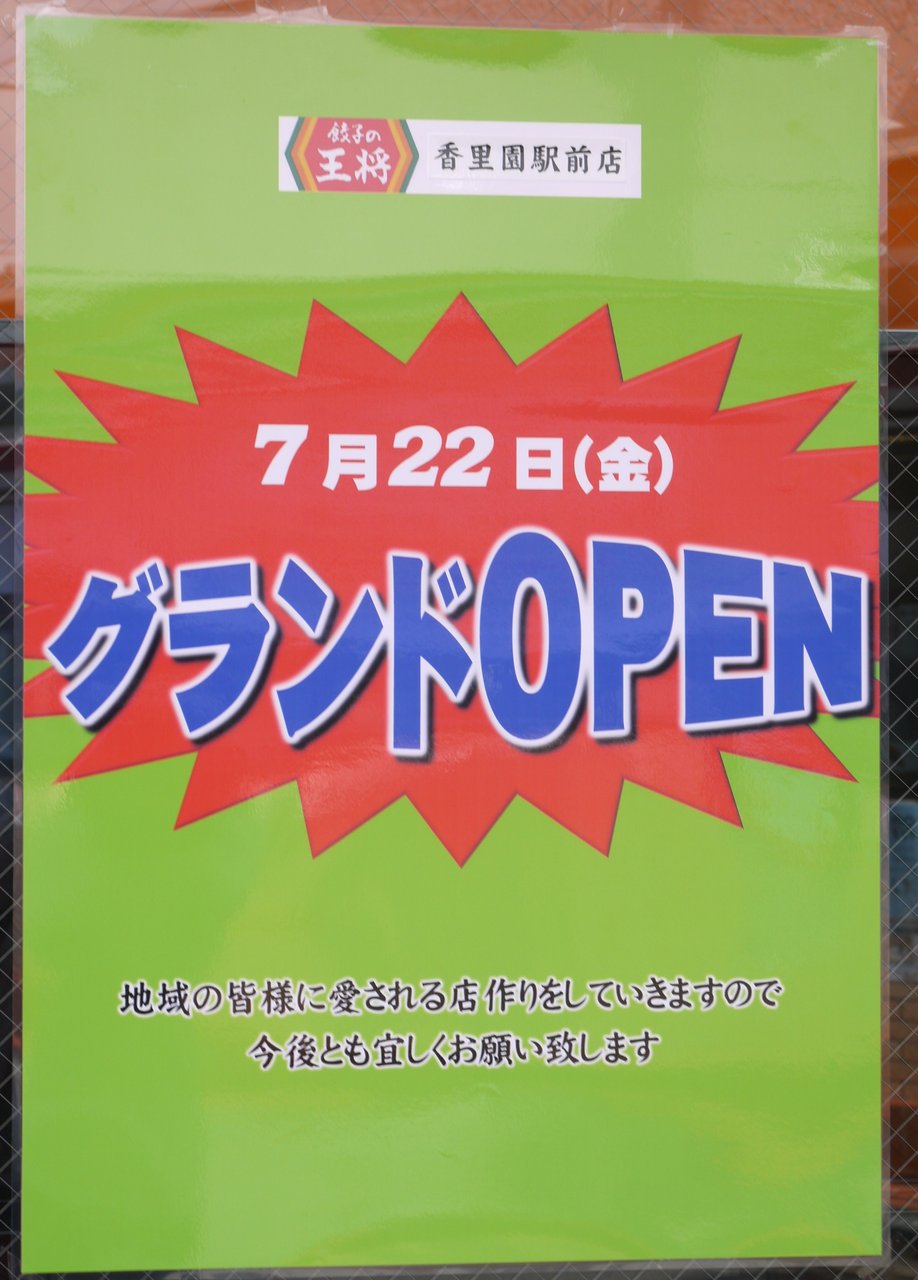 餃子の
王将
香里園駅前店
7月22日(金)
グランドOPEN
地域の皆様に愛される店作りをしていきますので
今後とも宜しくお願い致します